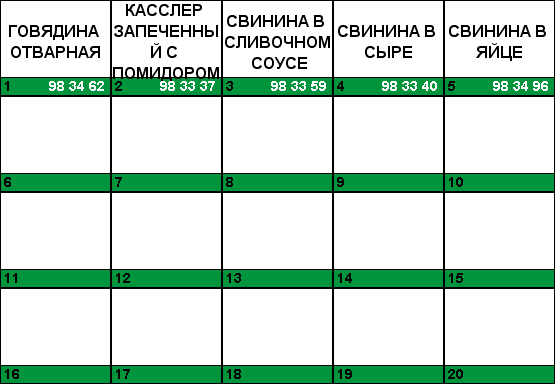 ГОВЯДИНА
ОТВАРНАЯ
КАССЛЕР
ЗАПЕЧЕННЫ
Й С
ПОМИДОРОМ
СВИНИНА В
СЛИВОЧНОМ
СОУСЕ
СВИНИНА В
СЫРЕ
СВИНИНА В
ЯЙЦЕ
1 98 34 62 2 98 33 37 3 98 33 59 4 98 33 40 5 98 34 96
6 7 8 9 10
11 12 13 14 15
16 17 18 19 20